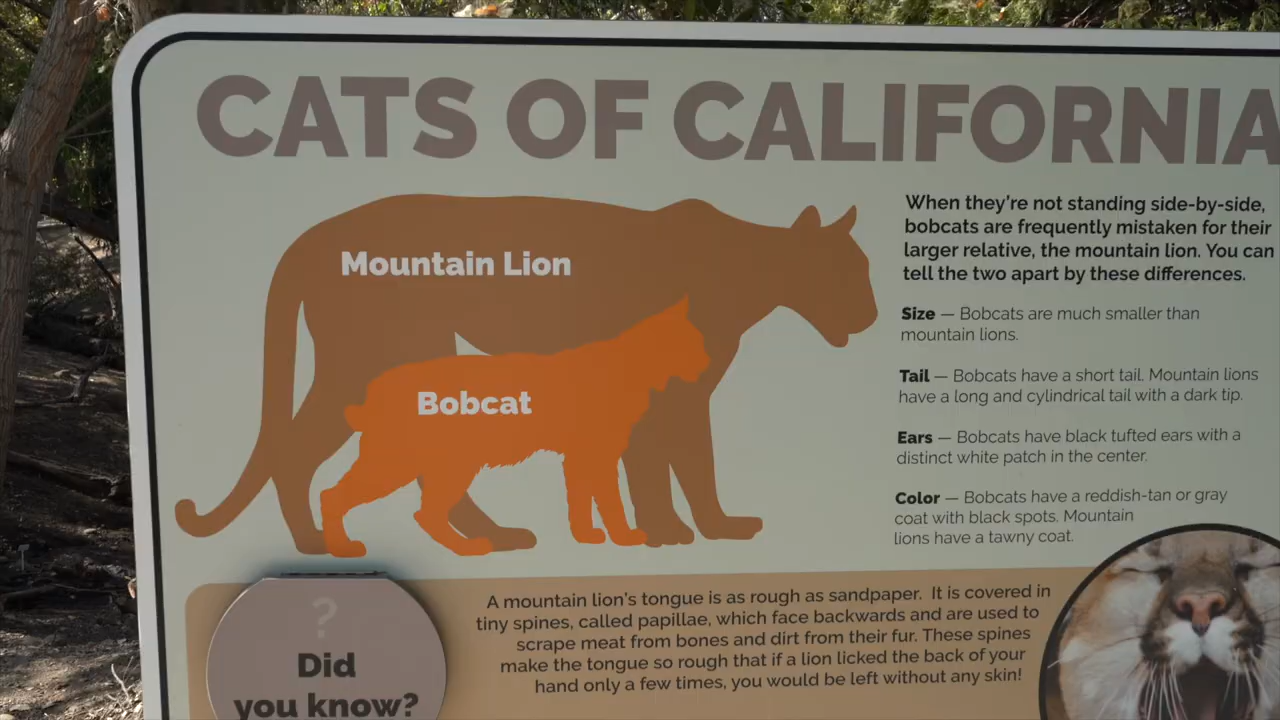 CATS OF CALIFORNIA
Mountain Lion
Bobcat
When they're not standing side-by-side,
bobcats are frequently mistaken for their
larger relative, the mountain lion. You can
tell the two apart by these differences.
Size — Bobcats are much smaller than
mountain lions.
Tail — Bobcats have a short tail. Mountain lions
have a long and cylindrical tail with a dark tip.
Ears — Bobcats have black tufted ears with a
distinct white patch in the center.
Color — Bobcats have a reddish-tan or gray
coat with black spots. Mountain
lions have a tawny coat.
?
Did
you know?
A mountain lion's tongue is as rough as sandpaper. It is covered in
tiny spines, called papillae, which face backwards and are used to
scrape meat from bones and dirt from their fur. These spines
make the tongue so rough that if a lion licked the back of your
hand only a few times, you would be left without any skin!